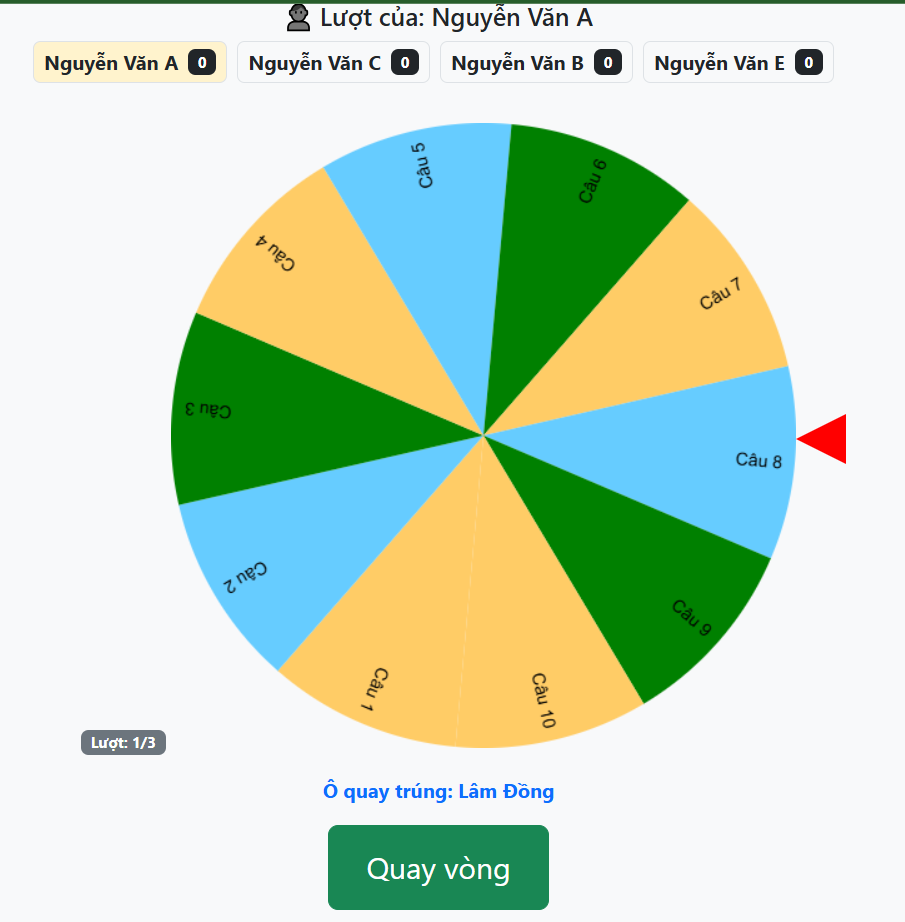 Lượt của: Nguyễn Văn A
Nguyễn Văn A 0 Nguyễn Văn C 0 Nguyễn Văn B 0 Nguyễn Văn E 0
Câu 5
Câu 6
Câu 4
Câu 7
Câu 3
Câu 8
Câu 2
Câu 9
Câu 1
Câu 10
Lượt: 1/3
Ô quay trúng: Lâm Đồng
Quay vòng